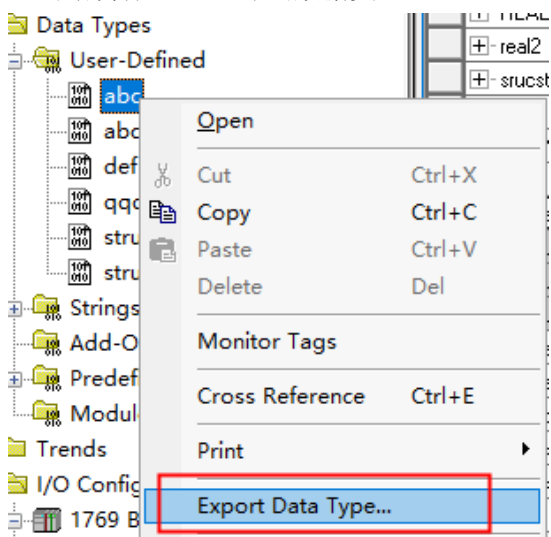 Data Types
User-Defined
abc
abc
def
qqq
stru
stru
Strings
Add-O
Predef
Modul
Trends
I/O Config
1769 B
real2
srucst
Open
Cut Ctrl+X
Copy Ctrl+C
Paste Ctrl+V
Delete Del
Monitor Tags
Cross Reference Ctrl+E
Print
Export Data Type...